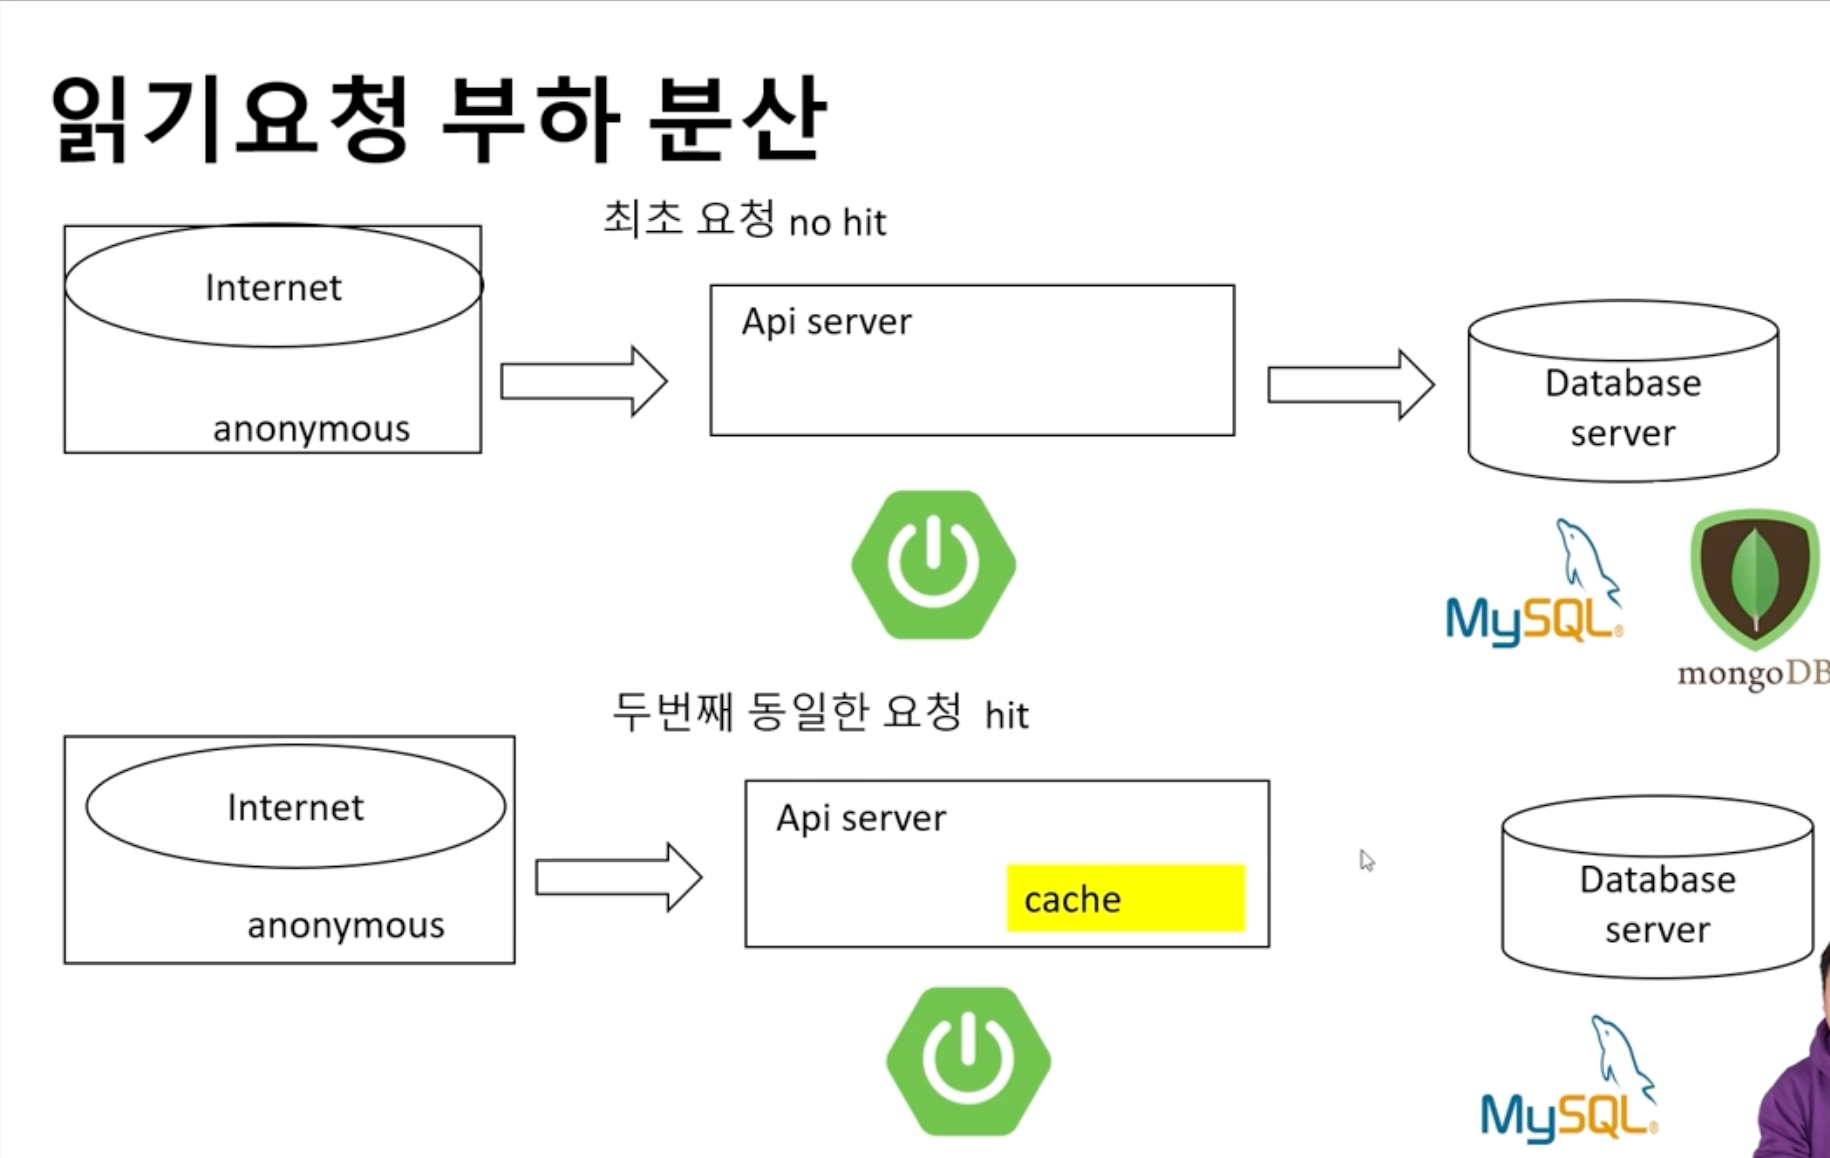 읽기요청 부하 분산
최초 요청 no hit
Internet
anonymous
Api server
Database
server
MySQL®
mongoDB
두번째 동일한 요청 hit
Internet
anonymous
Api server
cache
Database
server
MySQL®